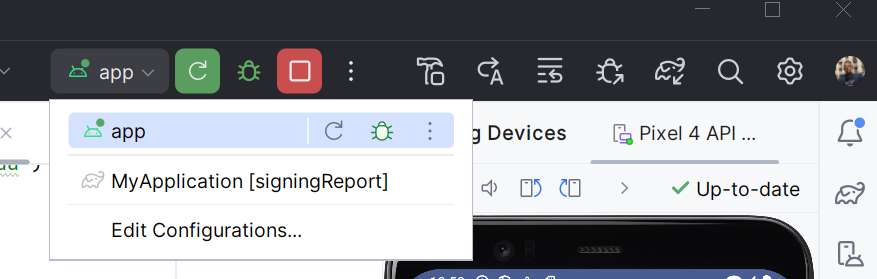 app
app
g Devices
Pixel 4 API ...
MyApplication [signingReport]
Up-to-date
Edit Configurations...